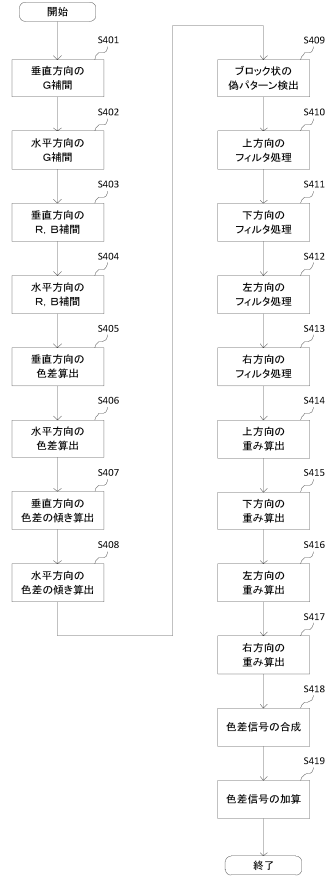 開始
S401
垂直方向の
G補間
S402
水平方向の
G補間
S403
垂直方向の
R, B補間
S404
水平方向の
R, B補間
S405
垂直方向の
色差算出
S406
水平方向の
色差算出
S407
垂直方向の
色差の傾き算出
S408
水平方向の
色差の傾き算出
S409
ブロック状の
偽パターン検出
S410
上方向の
フィルタ処理
S411
下方向の
フィルタ処理
S412
左方向の
フィルタ処理
S413
右方向の
フィルタ処理
S414
上方向の
重み算出
S415
下方向の
重み算出
S416
左方向の
重み算出
S417
右方向の
重み算出
S418
色差信号の合成
S419
色差信号の加算
終了